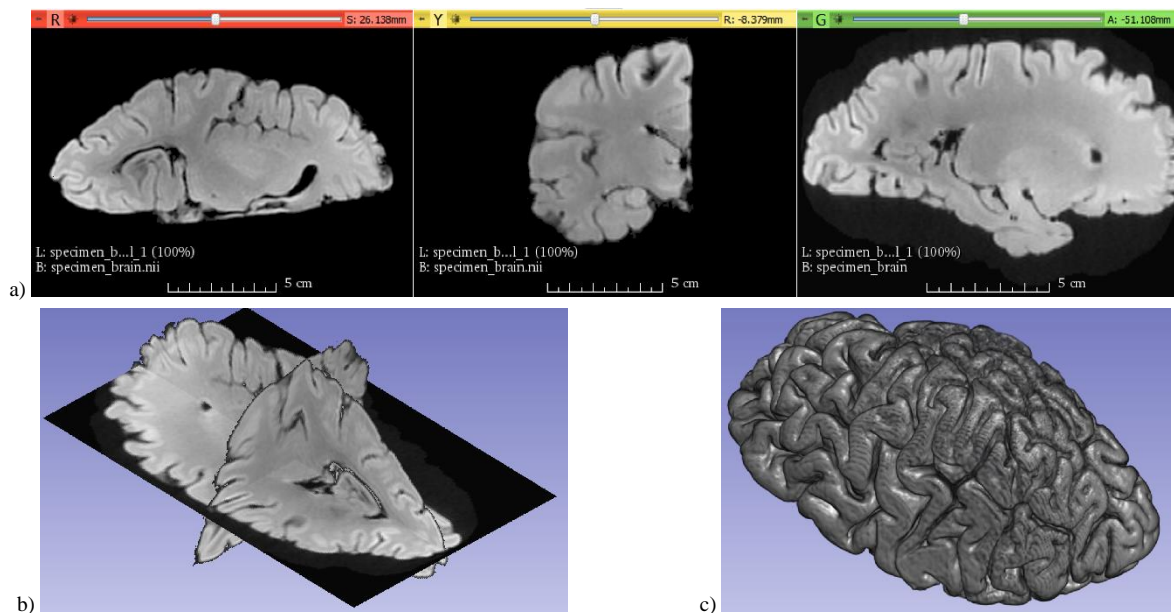 R S: 26.138mm
Y R: -8.379mm
G A: -51.108mm
L: specimen_b...l_1 (100%)
B: specimen_brain.nii
5 cm
L: specimen_b...l_1 (100%)
B: specimen_brain.nii
5 cm
L: specimen_b...l_1 (100%)
B: specimen_brain
5 cm
a)
b)
c)